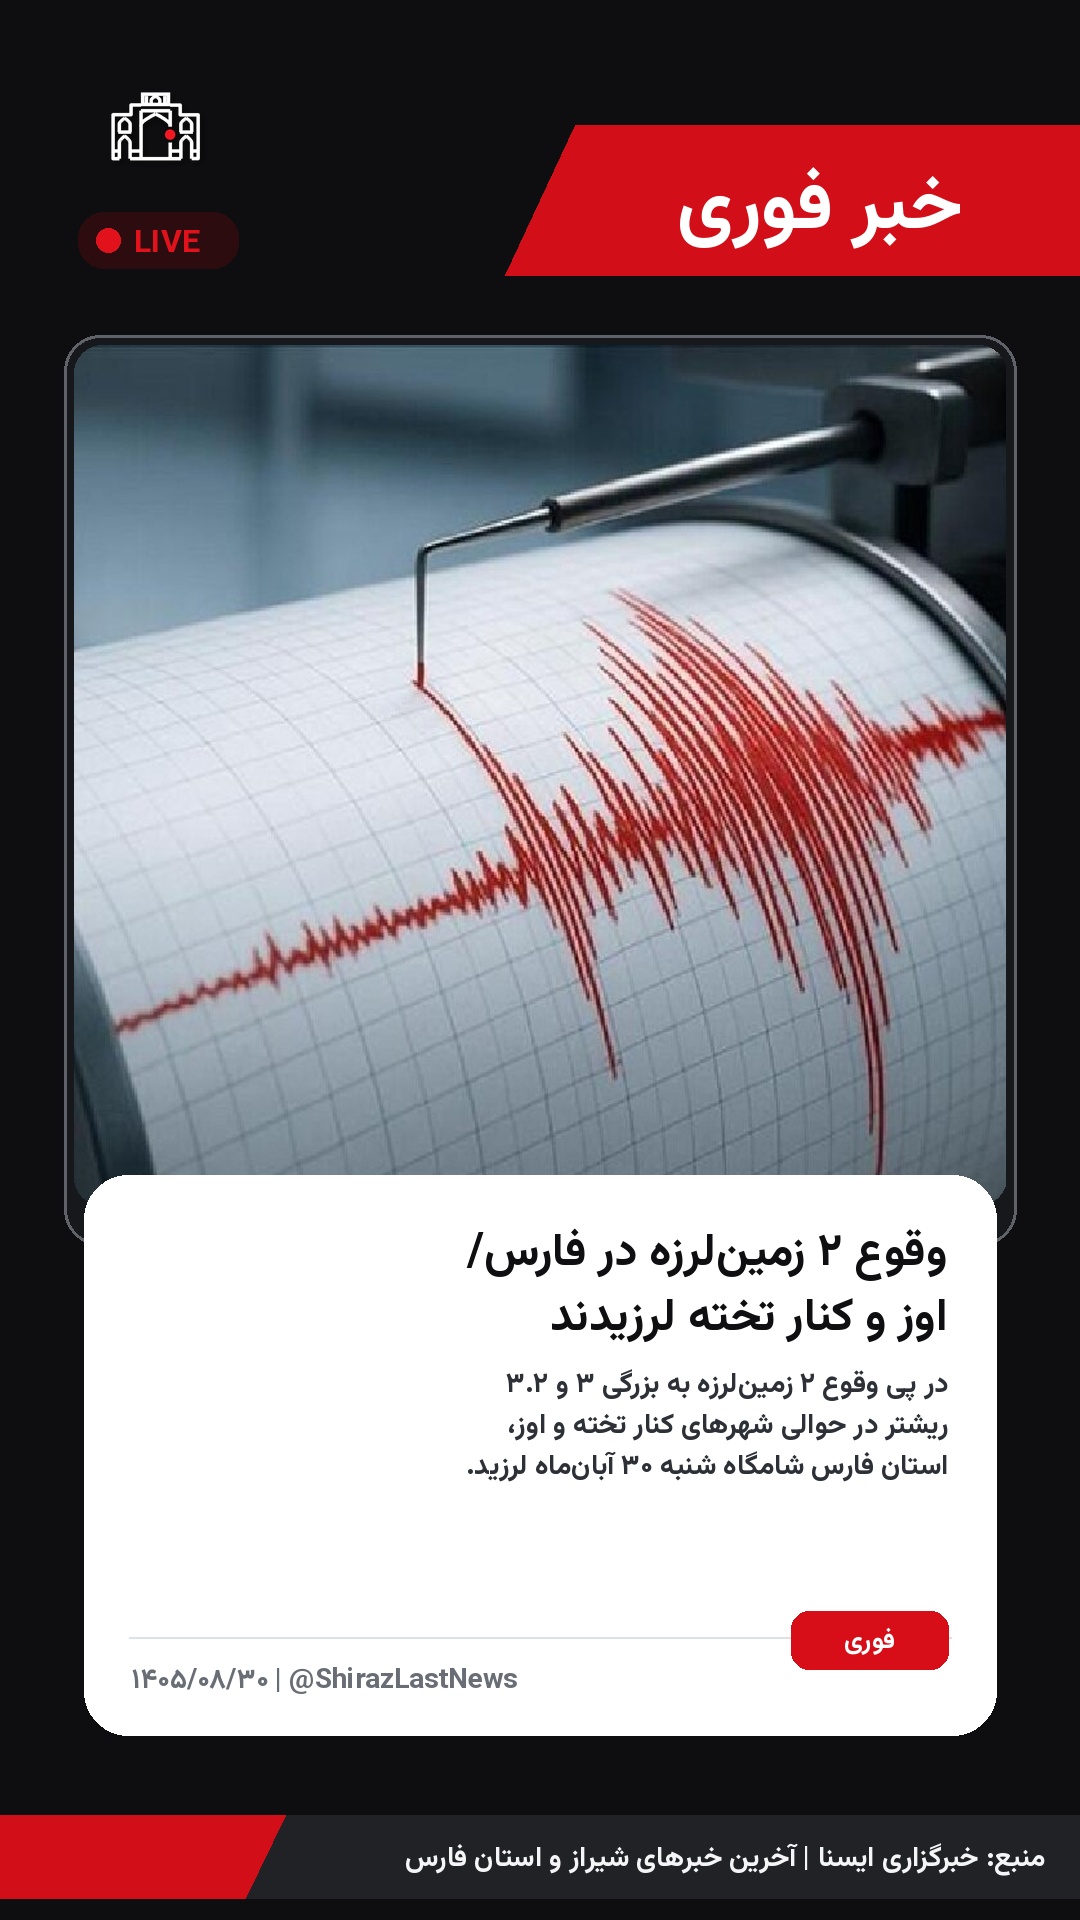 خبر فوری
LIVE
وقوع ۲ زمین‌لرزه در فارس/
اوز و کنار تخته لرزیدند
در پی وقوع ۲ زمین‌لرزه به بزرگی ۳ و ۳.۲
ریشتر در حوالی شهرهای کنار تخته و اوز،
استان فارس شامگاه شنبه ۳۰ آبان‌ماه لرزید.
فوری
۱۴۰۵/۰۸/۳۰ | @ShirazLastNews
منبع: خبرگزاری ایسنا | آخرین خبرهای شیراز و استان فارس